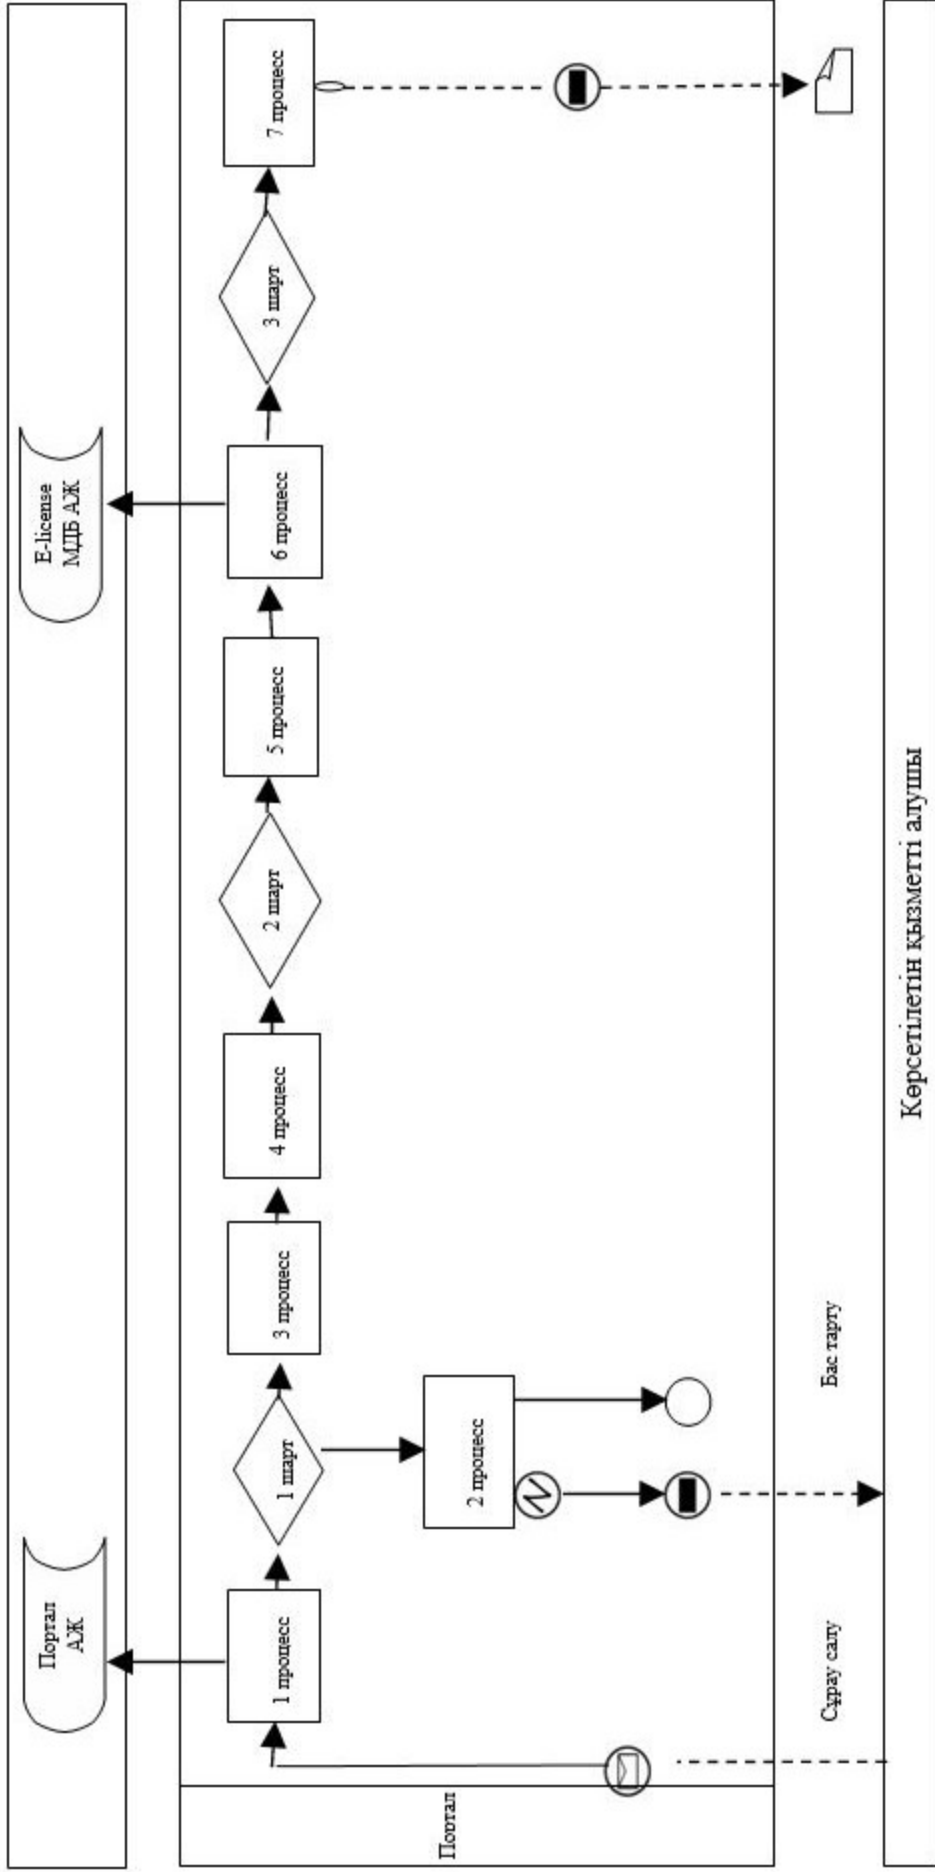 Портал
АЖ
E-license
МДБ АЖ
Портал
1 процесс
1 шарт
2 процесс
3 процесс
4 процесс
2 шарт
5 процесс
6 процесс
3 шарт
7 процесс
Сұрау салу
Бас тарту
Көрсетілетін қызметті алушы